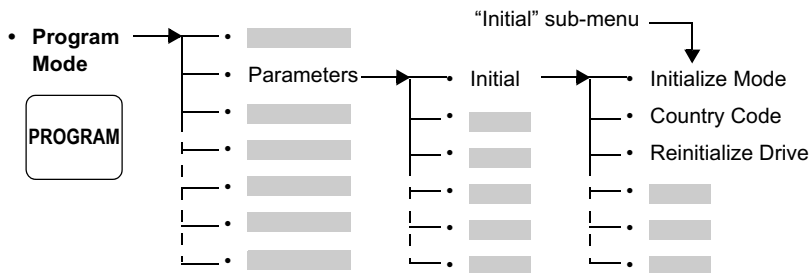 “Initial” sub-menu
• Program Mode
PROGRAM
•
• Parameters
•
•
•
•
•
• Initial
•
•
•
•
•
• Initialize Mode
• Country Code
• Reinitialize Drive
•
•
•